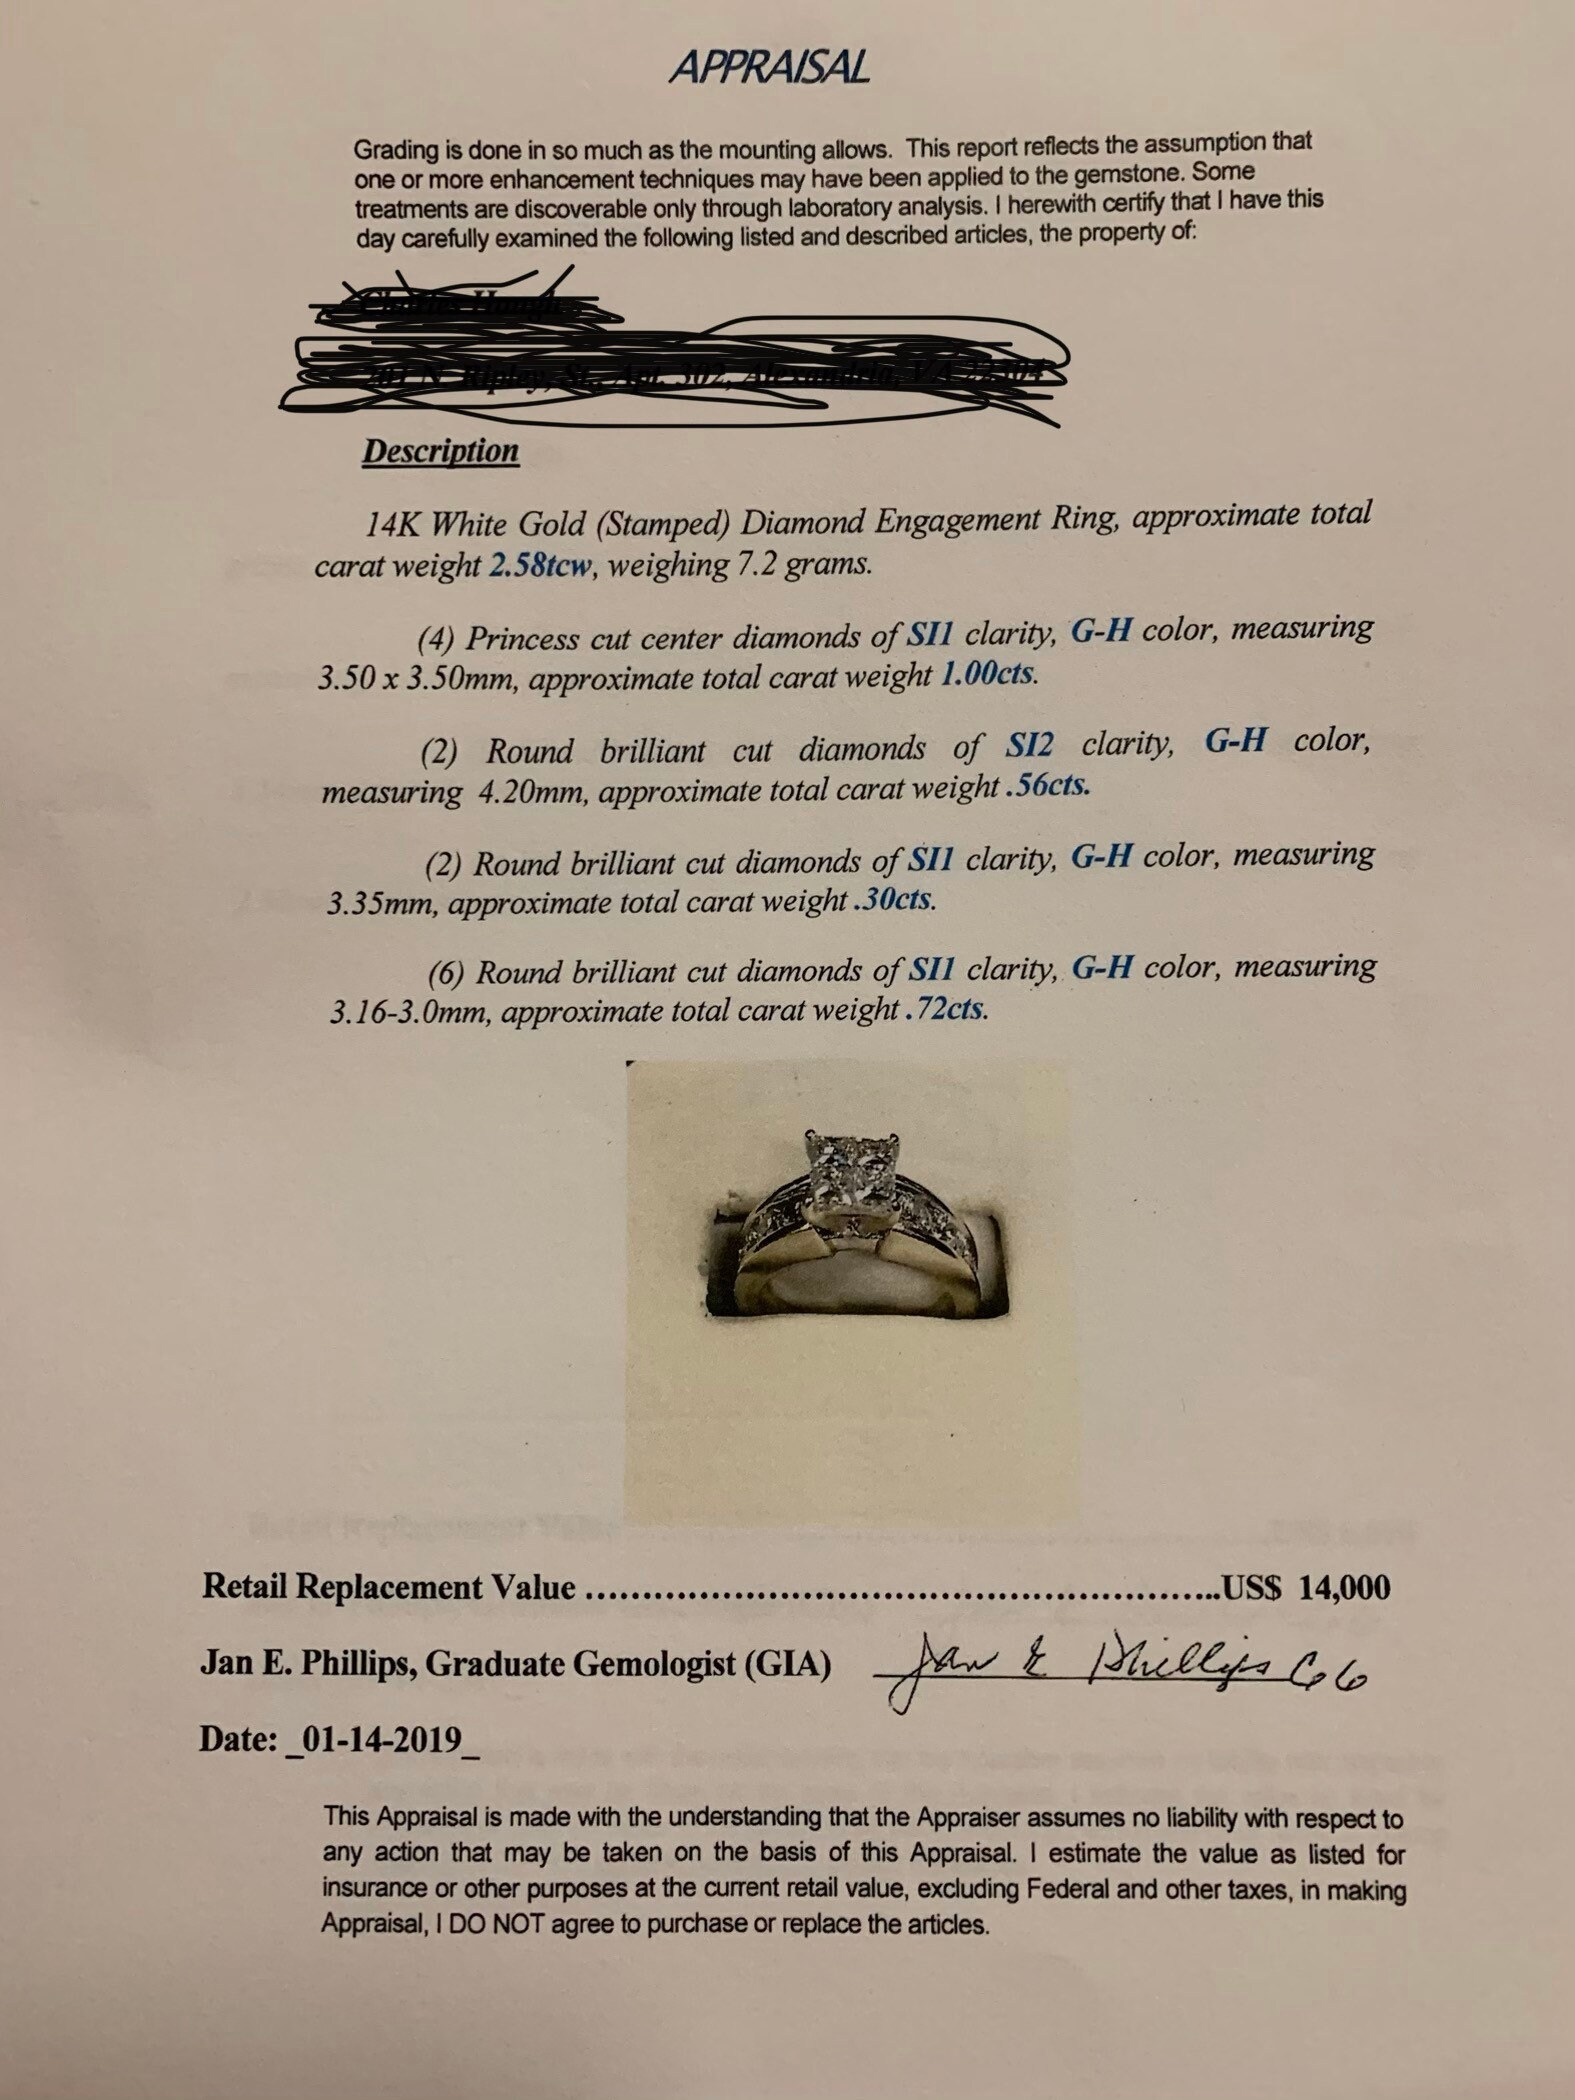 APPRAISAL
Grading is done in so much as the mounting allows. This report reflects the assumption that
one or more enhancement techniques may have been applied to the gemstone. Some
treatments are discoverable only through laboratory analysis. I herewith certify that I have this
day carefully examined the following listed and described articles, the property of:
Description
14K White Gold (Stamped) Diamond Engagement Ring, approximate total
carat weight 2.58tcw, weighing 7.2 grams.
(4) Princess cut center diamonds of SI1 clarity, G-H color, measuring
3.50 x 3.50mm, approximate total carat weight 1.00cts.
(2) Round brilliant cut diamonds of SI2 clarity, G-H color,
measuring 4.20mm, approximate total carat weight .56cts.
(2) Round brilliant cut diamonds of SI1 clarity, G-H color, measuring
3.35mm, approximate total carat weight .30cts.
(6) Round brilliant cut diamonds of SI1 clarity, G-H color, measuring
3.16-3.0mm, approximate total carat weight .72cts.
Retail Replacement Value ..................................................................US$ 14,000
Jan E. Phillips, Graduate Gemologist (GIA) Jan E Phillips GG
Date: _01-14-2019_
This Appraisal is made with the understanding that the Appraiser assumes no liability with respect to
any action that may be taken on the basis of this Appraisal. I estimate the value as listed for
insurance or other purposes at the current retail value, excluding Federal and other taxes, in making
Appraisal, I DO NOT agree to purchase or replace the articles.